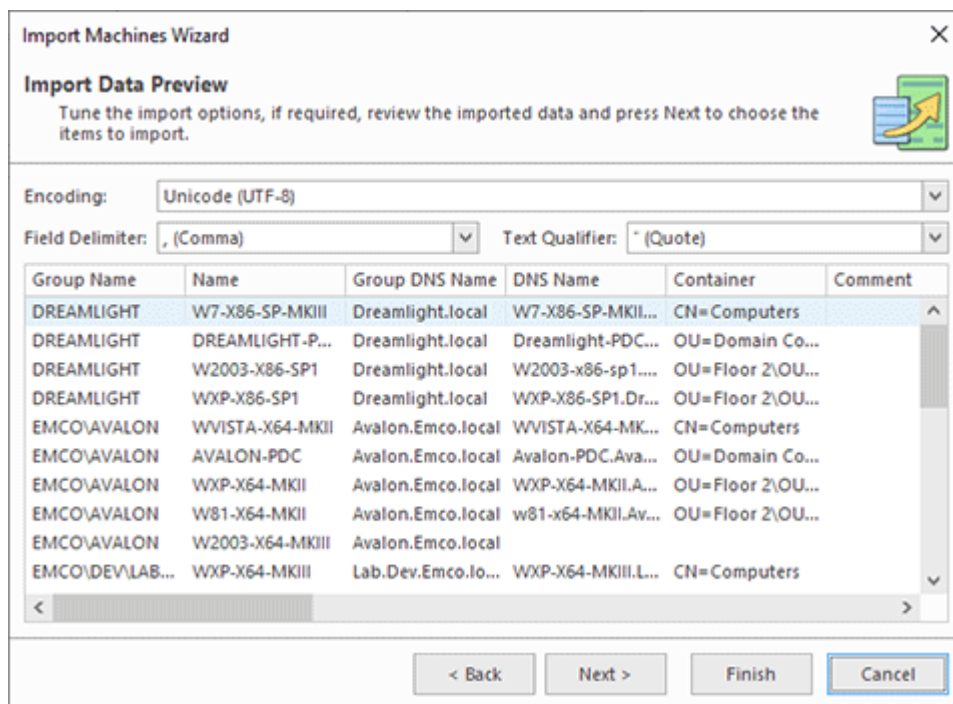 Import Machines Wizard
Import Data Preview
Tune the import options, if required, review the imported data and press Next to choose the
items to import.
Encoding: Unicode (UTF-8)
Field Delimiter: , (Comma) Text Qualifier: " (Quote)
Group Name Name Group DNS Name DNS Name Container Comment
DREAMLIGHT W7-X86-SP-MKIII Dreamlight.local W7-X86-SP-MKII... CN=Computers
DREAMLIGHT DREAMLIGHT-P... Dreamlight.local Dreamlight-PDC... OU=Domain Co...
DREAMLIGHT W2003-X86-SP1 Dreamlight.local W2003-x86-sp1.... OU=Floor 2\OU...
DREAMLIGHT WXP-X86-SP1 Dreamlight.local WXP-X86-SP1.Dr... OU=Floor 2\OU...
EMCO\AVALON WVISTA-X64-MKII Avalon.Emco.local WVISTA-X64-MK... CN=Computers
EMCO\AVALON AVALON-PDC Avalon.Emco.local Avalon-PDC.Ava... OU=Domain Co...
EMCO\AVALON WXP-X64-MKII Avalon.Emco.local WXP-X64-MKII.A... OU=Floor 2\OU...
EMCO\AVALON W81-X64-MKII Avalon.Emco.local w81-x64-MKII.Av... OU=Floor 2\OU...
EMCO\AVALON W2003-X64-MKIII Avalon.Emco.local
EMCO\DEV\LAB... WXP-X64-MKIII Lab.Dev.Emco.lo... WXP-X64-MKIII.L... CN=Computers
< Back Next > Finish Cancel